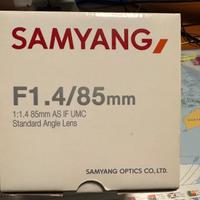 SAMYANG
F1.4/85mm
1:1.4 85mm AS IF UMC
Standard Angle Lens
SAMYANG OPTICS CO.,LTD.